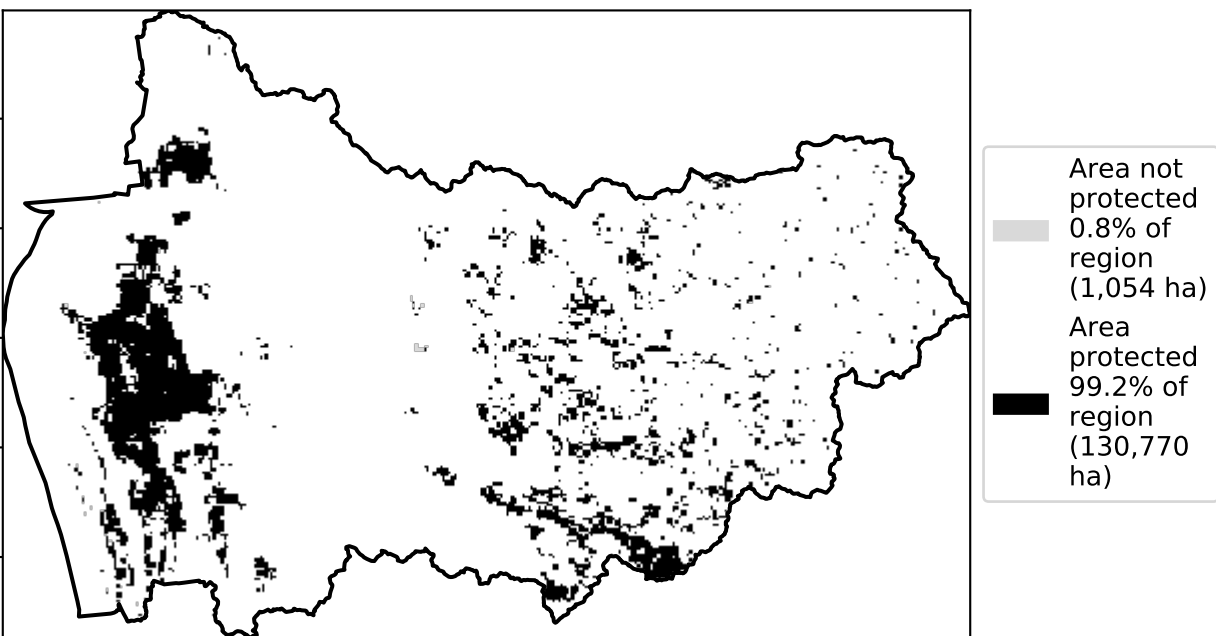 Area not
protected
0.8% of
region
(1,054 ha)
Area
protected
99.2% of
region
(130,770
ha)